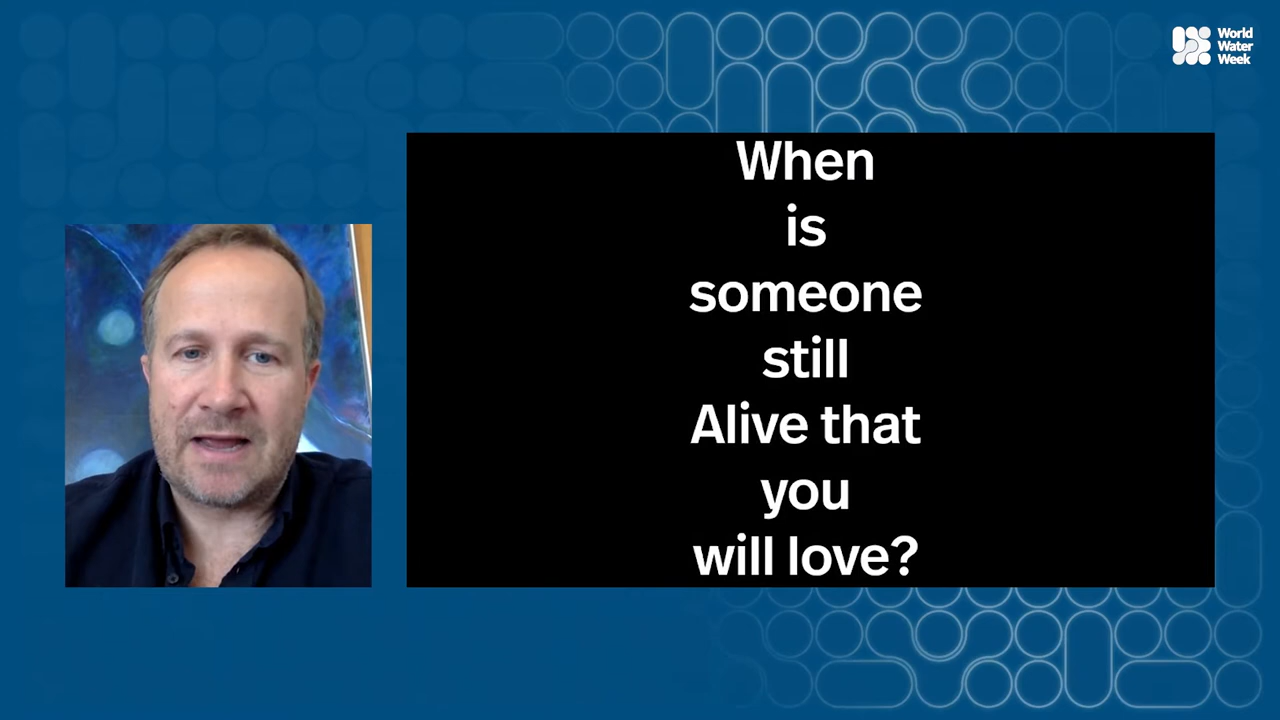 World
Water
Week
When
is
someone
still
Alive that
you
will love?